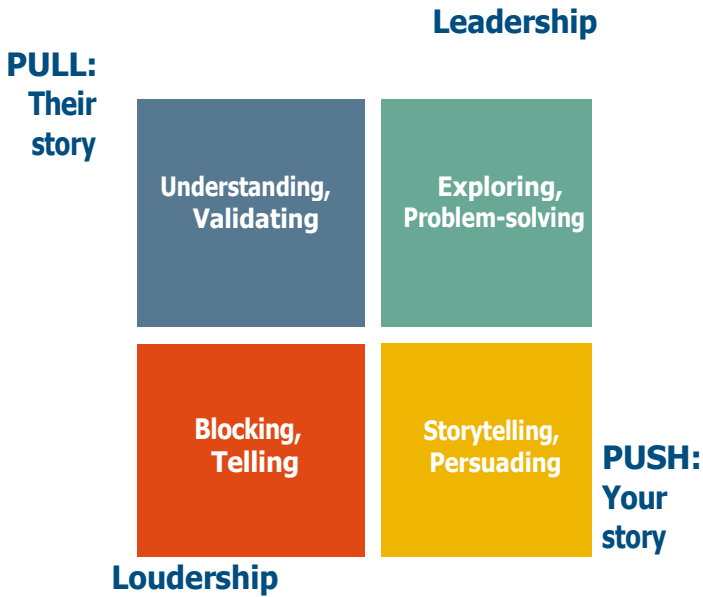 Leadership
PULL:
Their
story
Understanding,
Validating
Exploring,
Problem-solving
Blocking,
Telling
Storytelling,
Persuading
PUSH:
Your
story
Loudership